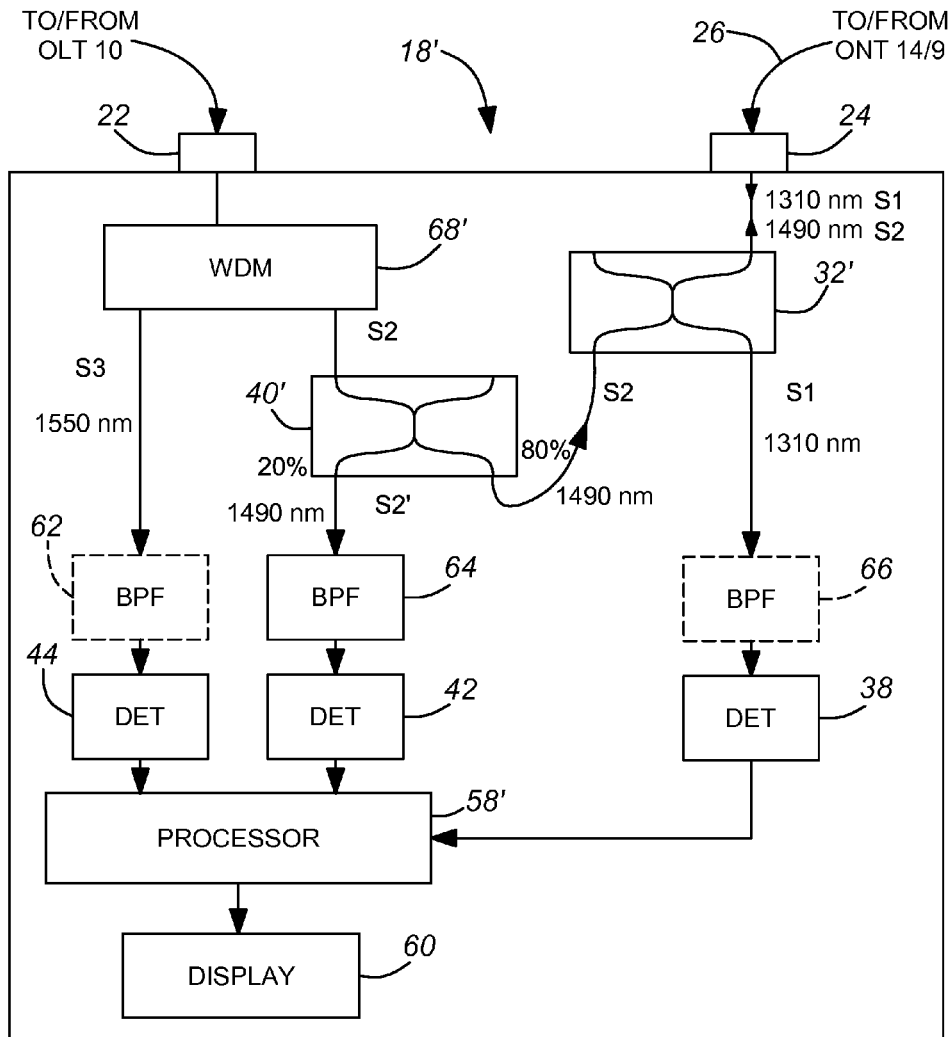 TO/FROM
OLT 10
18'
26
TO/FROM
ONT 14/9
22
24
1310 nm S1
1490 nm S2
WDM
68'
32'
S3
S2
1550 nm
40'
20%
80%
S2
S1
1310 nm
1490 nm
S2'
1490 nm
62
BPF
BPF
64
BPF
66
44
DET
DET
42
DET
38
PROCESSOR
58'
DISPLAY
60